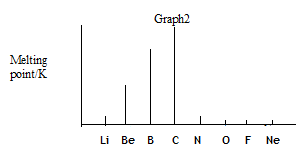 Graph2
Melting
point/K
Li Be B C N O F Ne